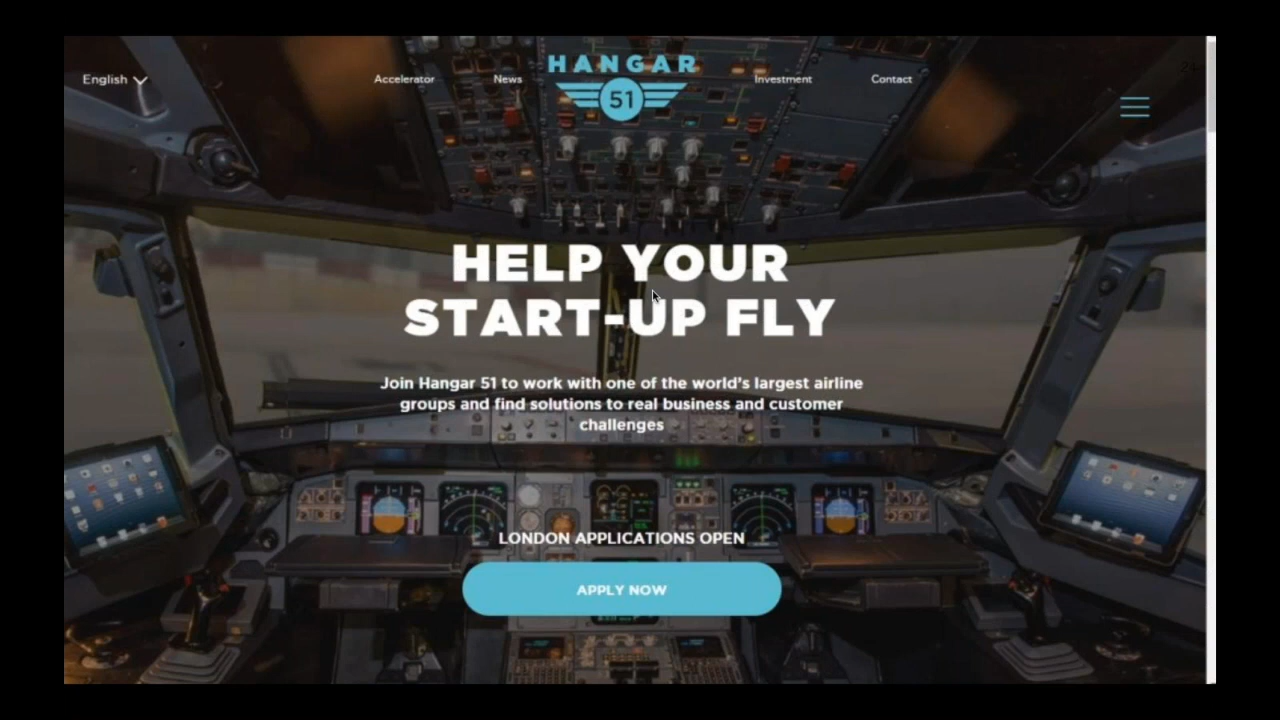 English
Accelerator
News
HANGAR
51
Investment
Contact
HELP YOUR
START-UP FLY
Join Hangar 51 to work with one of the world's largest airline
groups and find solutions to real business and customer
challenges
LONDON APPLICATIONS OPEN
APPLY NOW